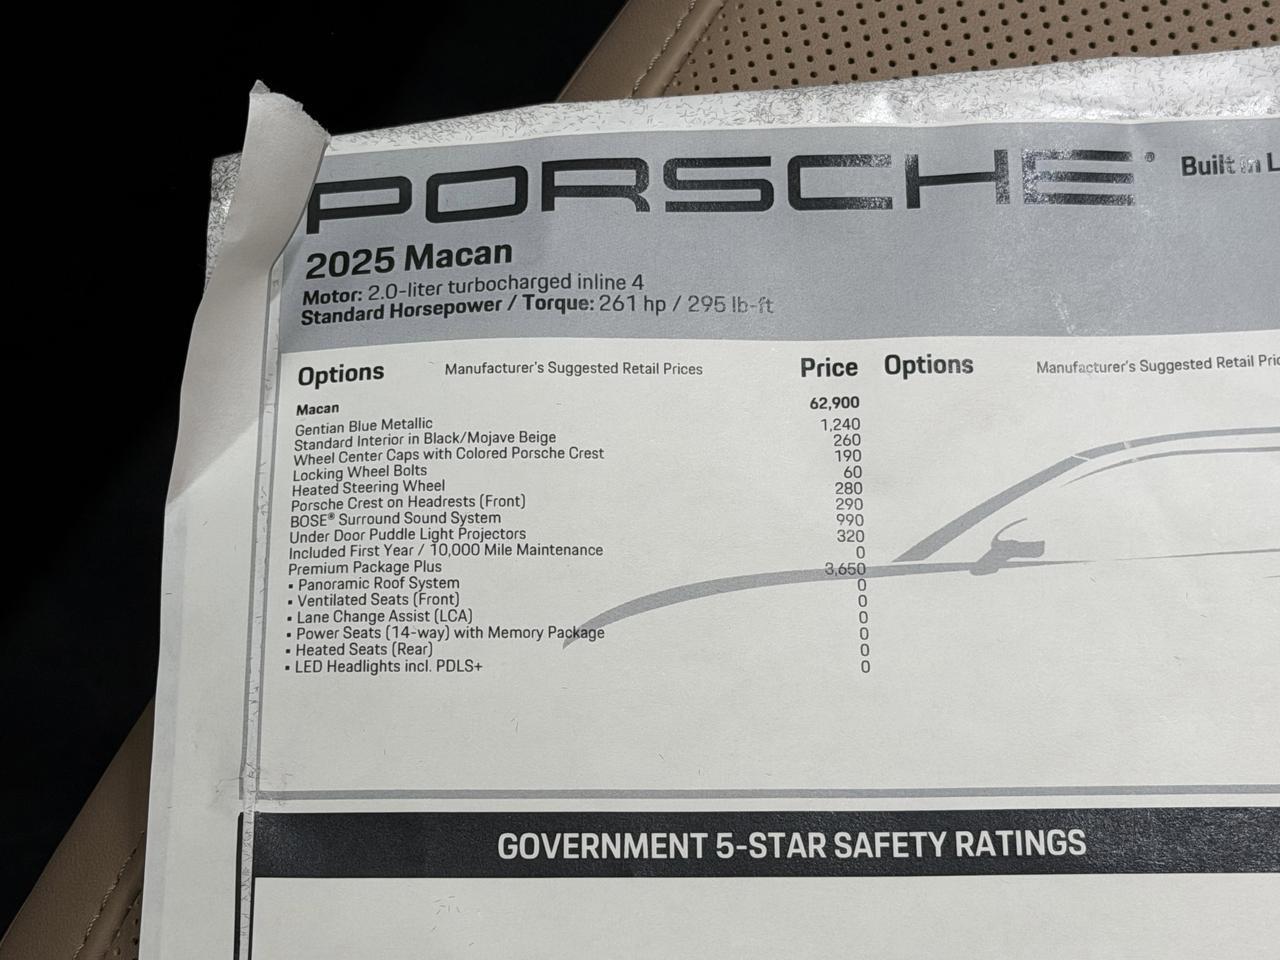 PORSCHE®
Built in
2025 Macan
Motor: 2.0-liter turbocharged inline 4
Standard Horsepower / Torque: 261 hp / 295 lb-ft
Options Manufacturer's Suggested Retail Prices Price Options Manufacturer's Suggested Retail
Macan 62,900
Gentian Blue Metallic 1,240
Standard Interior in Black/Mojave Beige 260
Wheel Center Caps with Colored Porsche Crest 190
Locking Wheel Bolts 60
Heated Steering Wheel 280
Porsche Crest on Headrests (Front) 290
BOSE® Surround Sound System 990
Under Door Puddle Light Projectors 320
Included First Year / 10,000 Mile Maintenance 0
Premium Package Plus 3,650
▪ Panoramic Roof System 0
▪ Ventilated Seats (Front) 0
▪ Lane Change Assist (LCA) 0
▪ Power Seats (14-way) with Memory Package 0
▪ Heated Seats (Rear) 0
▪ LED Headlights incl. PDLS+ 0
GOVERNMENT 5-STAR SAFETY RATINGS